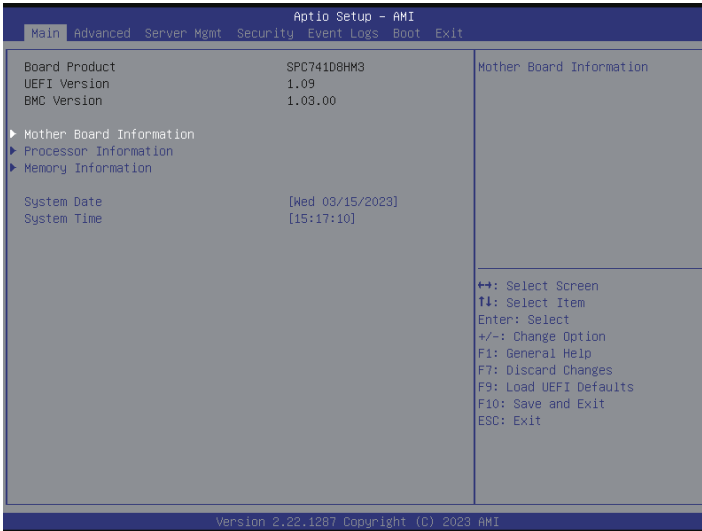 Aptio Setup – AMI
Main Advanced Server Mgmt Security Event Logs Boot Exit
Board Product SPC741D8HM3
UEFI Version 1.09
BMC Version 1.03.00
Mother Board Information
Processor Information
Memory Information
System Date [Wed 03/15/2023]
System Time [15:17:10]
Mother Board Information
↔: Select Screen
↑↓: Select Item
Enter: Select
+/-: Change Option
F1: General Help
F7: Discard Changes
F9: Load UEFI Defaults
F10: Save and Exit
ESC: Exit
Version 2.22.1287 Copyright (C) 2023 AMI